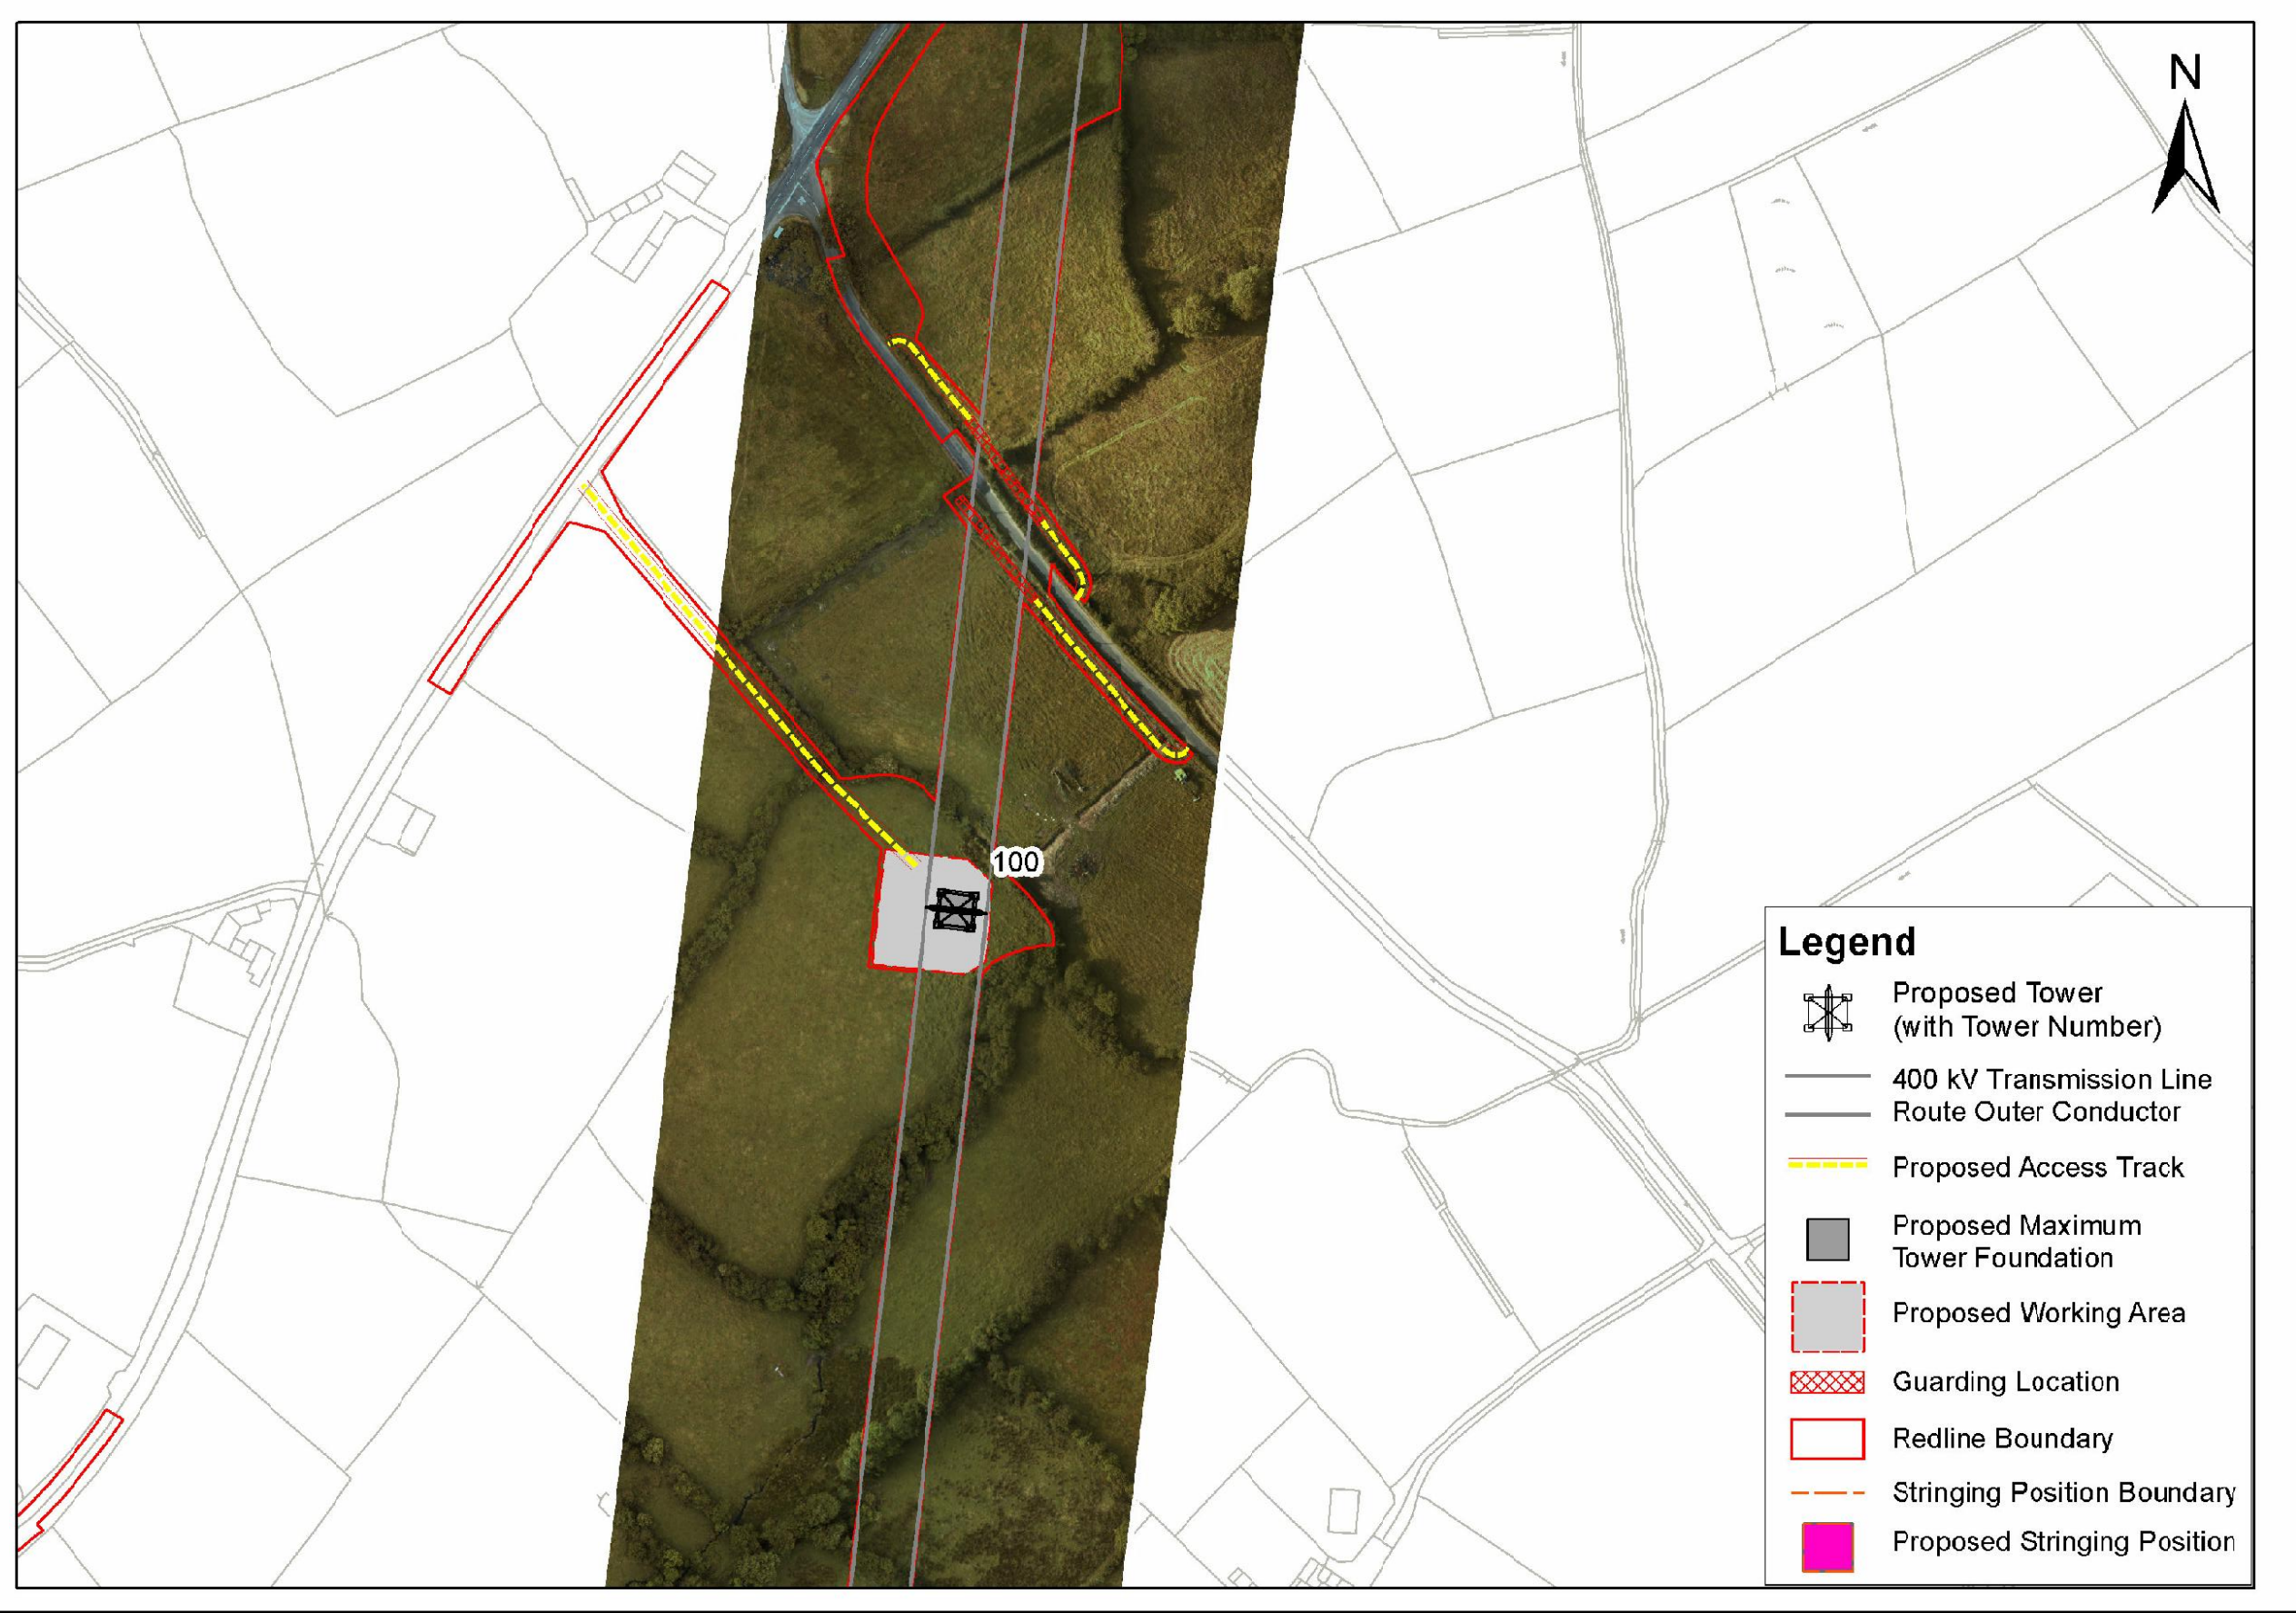 N
100
Legend
Proposed Tower
(with Tower Number)
400 kV Transmission Line
Route Outer Conductor
Proposed Access Track
Proposed Maximum
Tower Foundation
Proposed Working Area
Guarding Location
Redline Boundary
Stringing Position Boundary
Proposed Stringing Position